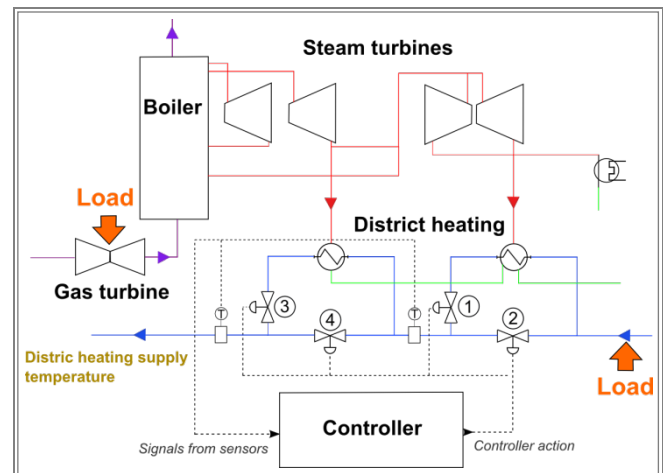 Steam turbines
Boiler
Load
Gas turbine
District heating
T
T
3
1
4
2
Distric heating supply
temperature
Load
Controller
Signals from sensors
Controller action